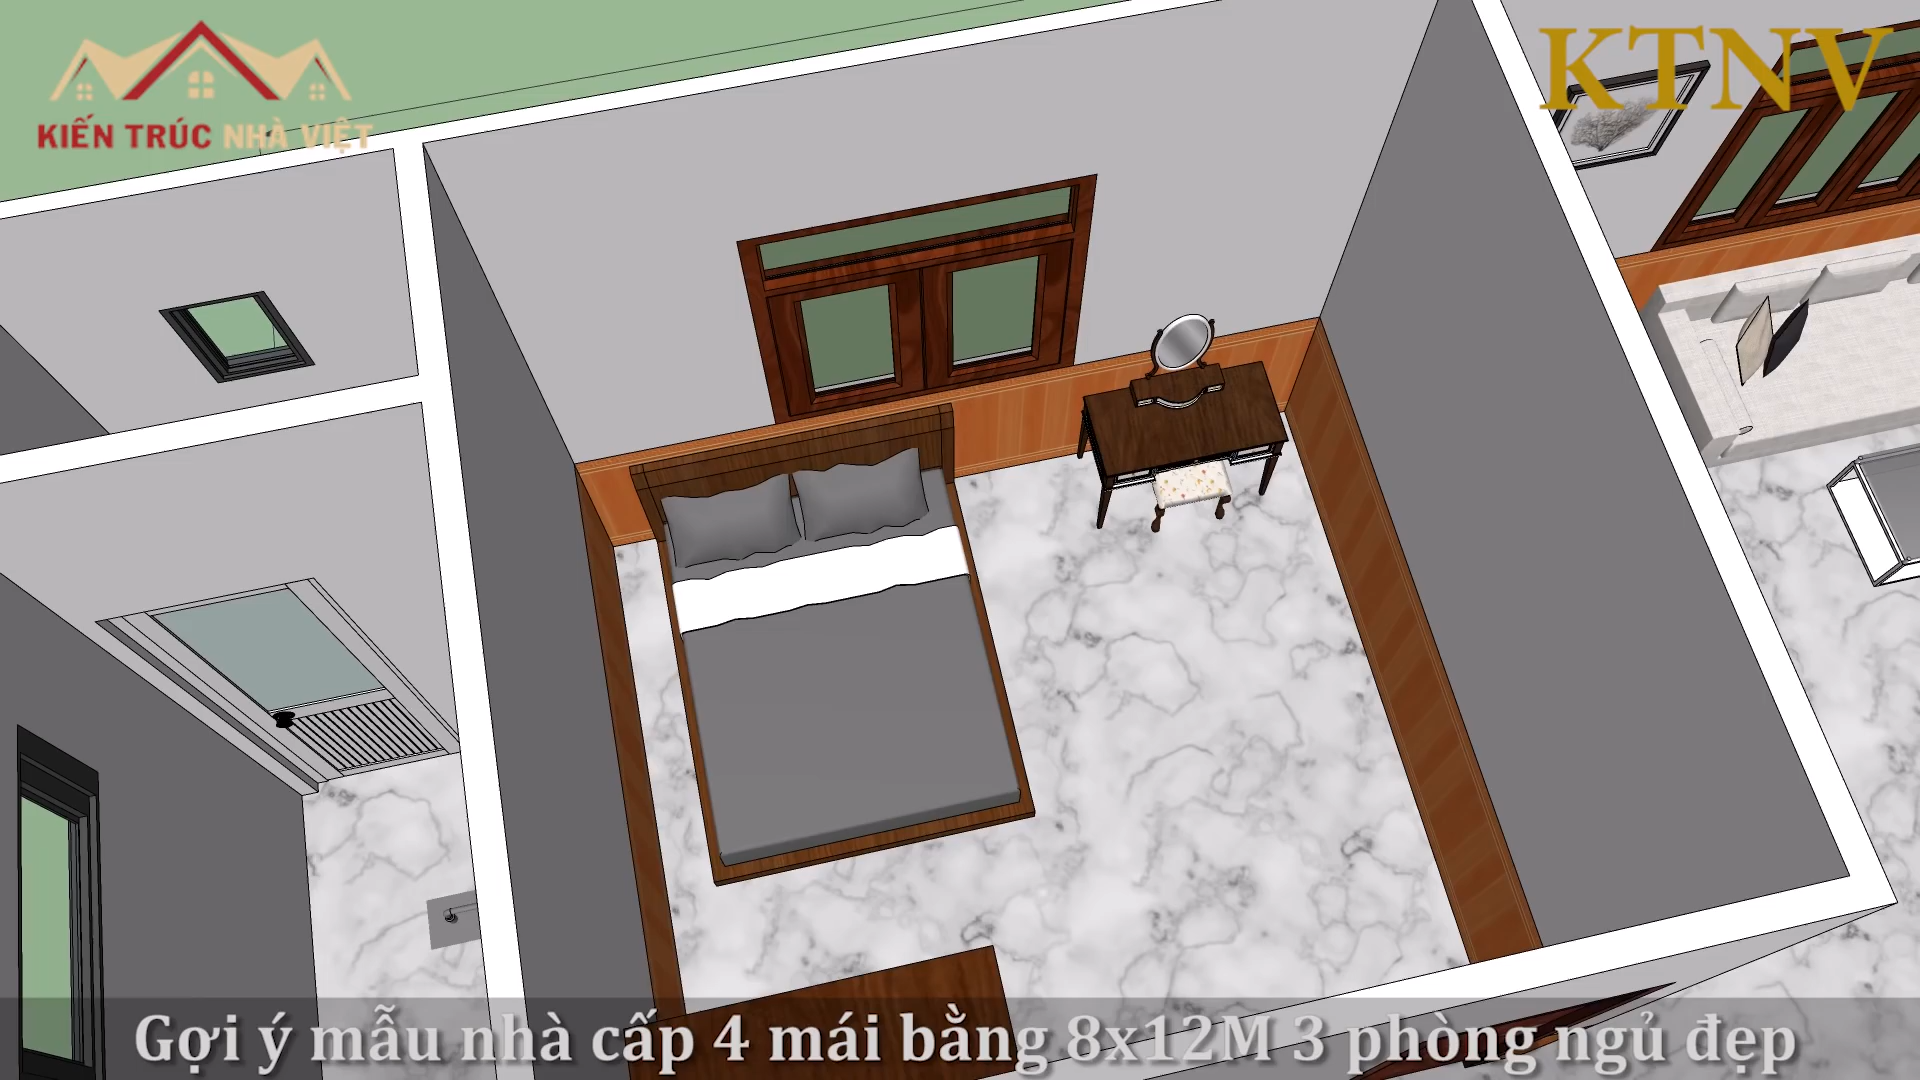 KIẾN TRÚC NHÀ VIỆT
KTNV
Gợi ý mẫu nhà cấp 4 mái bằng 8x12M 3 phòng ngủ đẹp